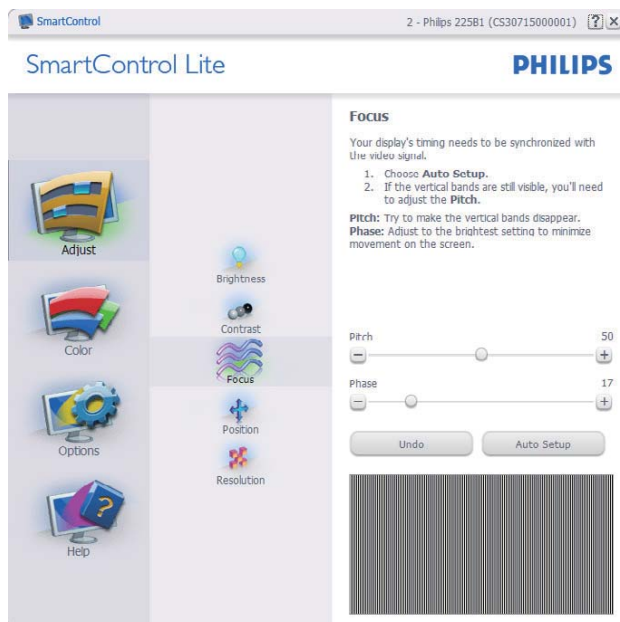 SmartControl
2 - Philips 225B1 (CS30715000001)
?
SmartControl Lite
PHILIPS
Adjust
Color
Options
Help
Brightness
Contrast
Focus
Position
Resolution
Focus
Your display's timing needs to be synchronized with
the video signal.
1. Choose Auto Setup.
2. If the vertical bands are still visible, you'll need
to adjust the Pitch.
Pitch: Try to make the vertical bands disappear.
Phase: Adjust to the brightest setting to minimize
movement on the screen.
Pitch 50
Phase 17
Undo Auto Setup